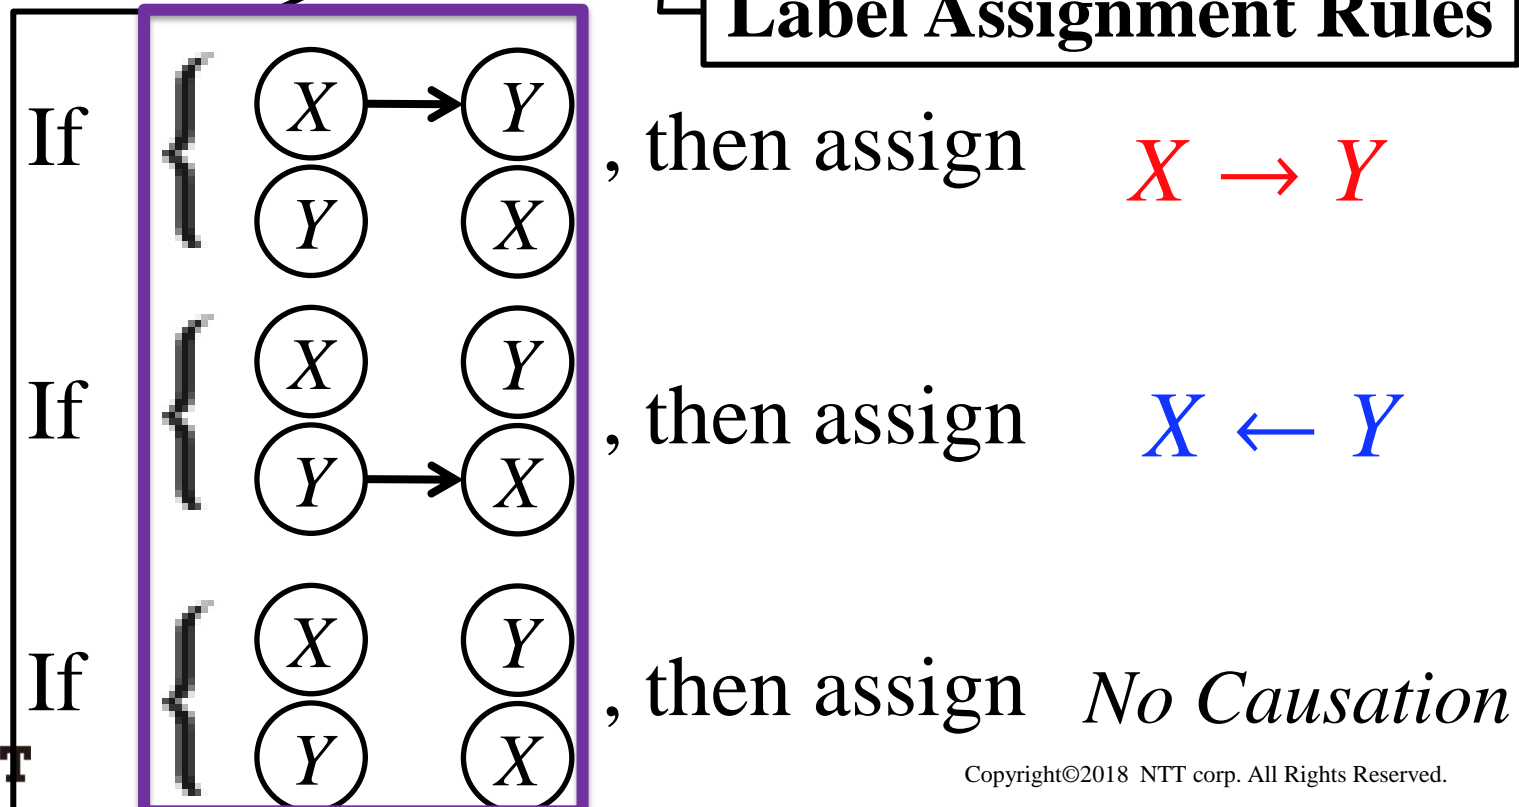 Label Assignment Rules
If { X → Y , then assign X → Y
Y X
If { X Y , then assign X ← Y
Y → X
If { X Y , then assign No Causation
Y X
T
Copyright©2018 NTT corp. All Rights Reserved.